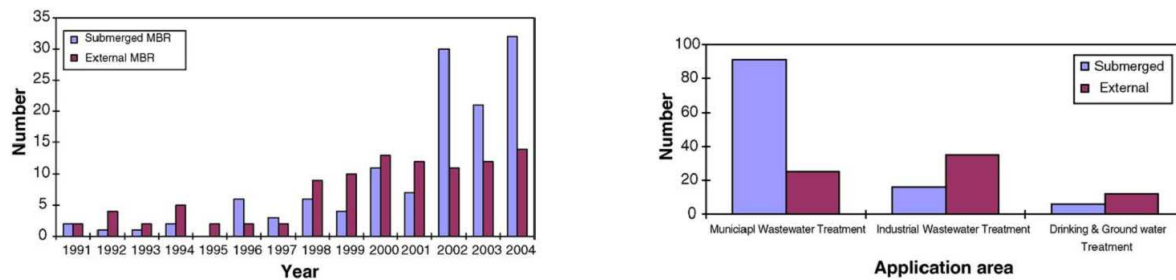 35
30
25
20
15
10
5
0
Number
Submerged MBR
External MBR
1991 1992 1993 1994 1995 1996 1997 1998 1999 2000 2001 2002 2003 2004
Year
100
80
60
40
20
0
Number
Submerged
External
Municiapl Wastewater Treatment Industrial Wastewater Treatment Drinking & Ground water
Treatment
Application area